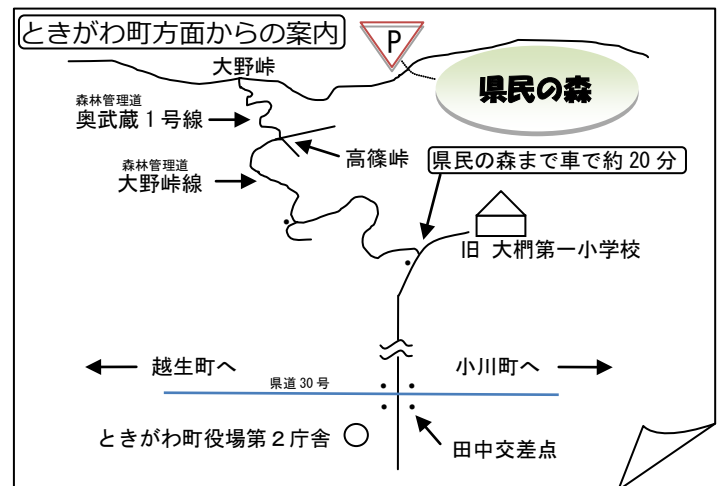 ときがわ町方面からの案内
P
大野峠
県民の森
森林管理道
奥武蔵1号線
高篠峠
県民の森まで車で約20分
森林管理道
大野峠線
旧 大椚第一小学校
越生町へ
小川町へ
県道30号
ときがわ町役場第2庁舎
田中交差点